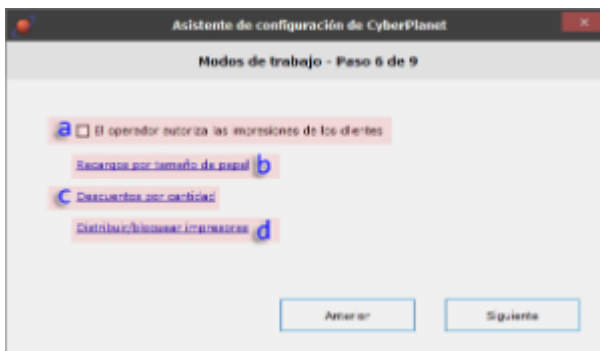 Asistente de configuración de CyberPlanet
Modos de trabajo - Paso 6 de 9
a El operador autoriza las impresiones de los clientes
Recargos por tamaño de papel b
c Descuentos por cantidad
Distribuir/bloquear impresoras d
Anterior Siguiente